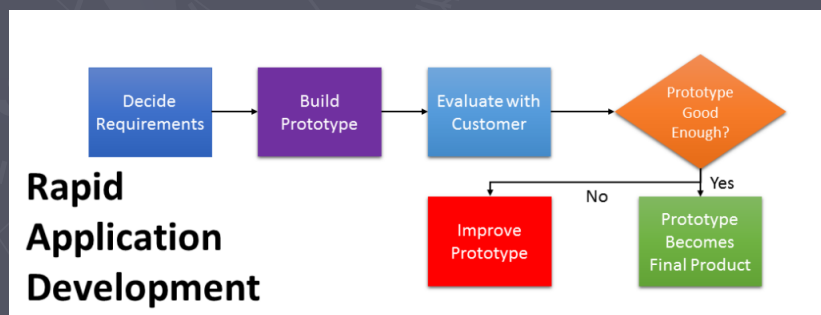 Decide
Requirements
Build
Prototype
Evaluate with
Customer
Prototype
Good
Enough?
Yes
No
Improve
Prototype
Prototype
Becomes
Final Product
Rapid
Application
Development